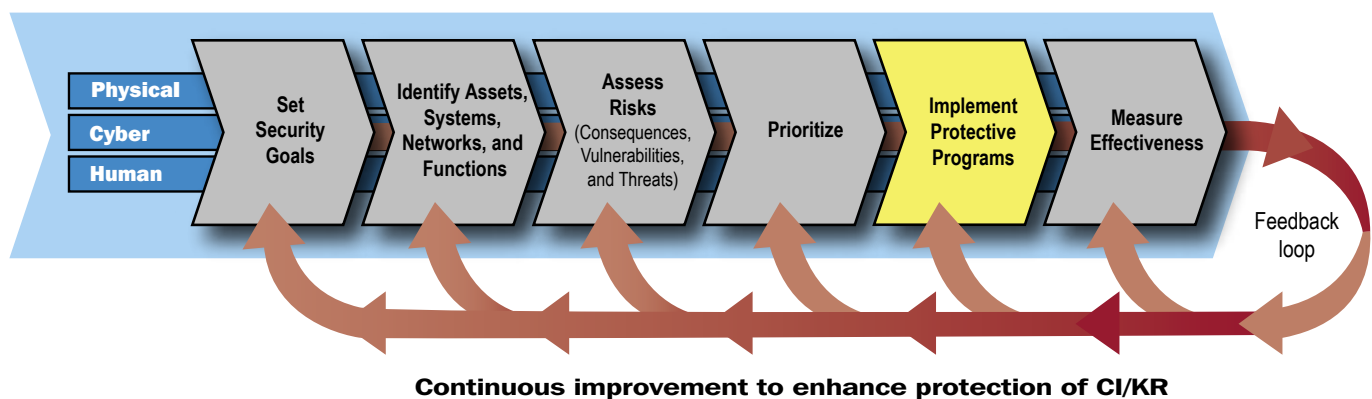 Physical
Cyber
Human
Set
Security
Goals
Identify Assets,
Systems,
Networks, and
Functions
Assess
Risks
(Consequences,
Vulnerabilities,
and Threats)
Prioritize
Implement
Protective
Programs
Measure
Effectiveness
Feedback
loop
Continuous improvement to enhance protection of CI/KR